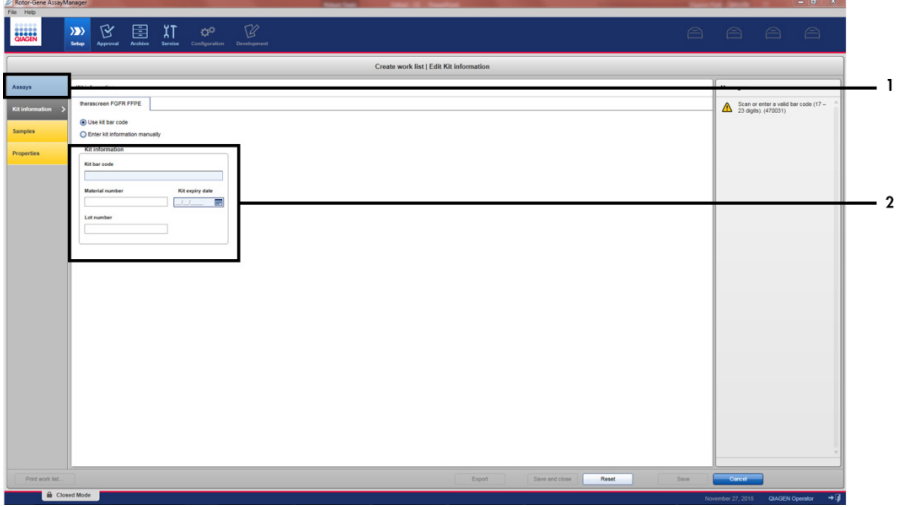 Rotor-Gene AssayManager
File Help
QIAGEN
Setup Approval Archive Service Configuration Development
Create work list | Edit Kit information
Assays
Kit information
Samples
Properties
therascreen FGFR FFPE
Use kit bar code
Enter kit information manually
Kit information
Kit bar code
Material number Kit expiry date
Lot number
Scan or enter a valid bar code (17 –
23 digits). (470031)
1
2
Print work list...
Export Save and close Reset Save Cancel
Closed Mode
November 27, 2018 QIAGEN Operator